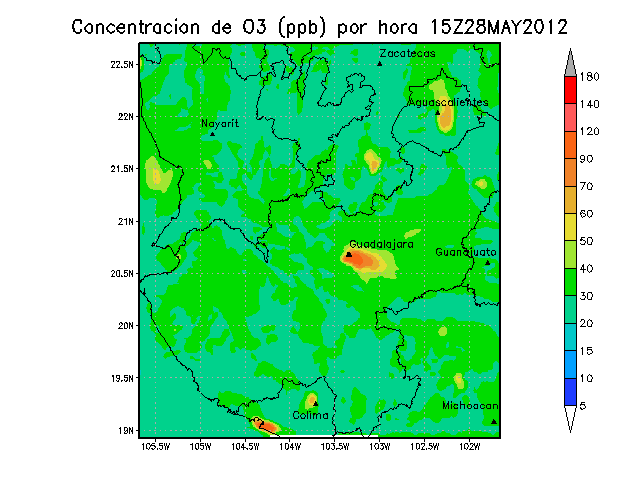 Concentracion de O3 (ppb) por hora 15Z28MAY2012
Zacatecas
22.5N
180
140
Aguascalientes
22N
Nayarit
120
90
21.5N
70
21N
60
Guadalajara
50
Guanajuato
20.5N
40
30
20N
20
15
19.5N
10
Michoacan
5
Colima
19N
105.5W
105W
104.5W
104W
103.5W
103W
102.5W
102W